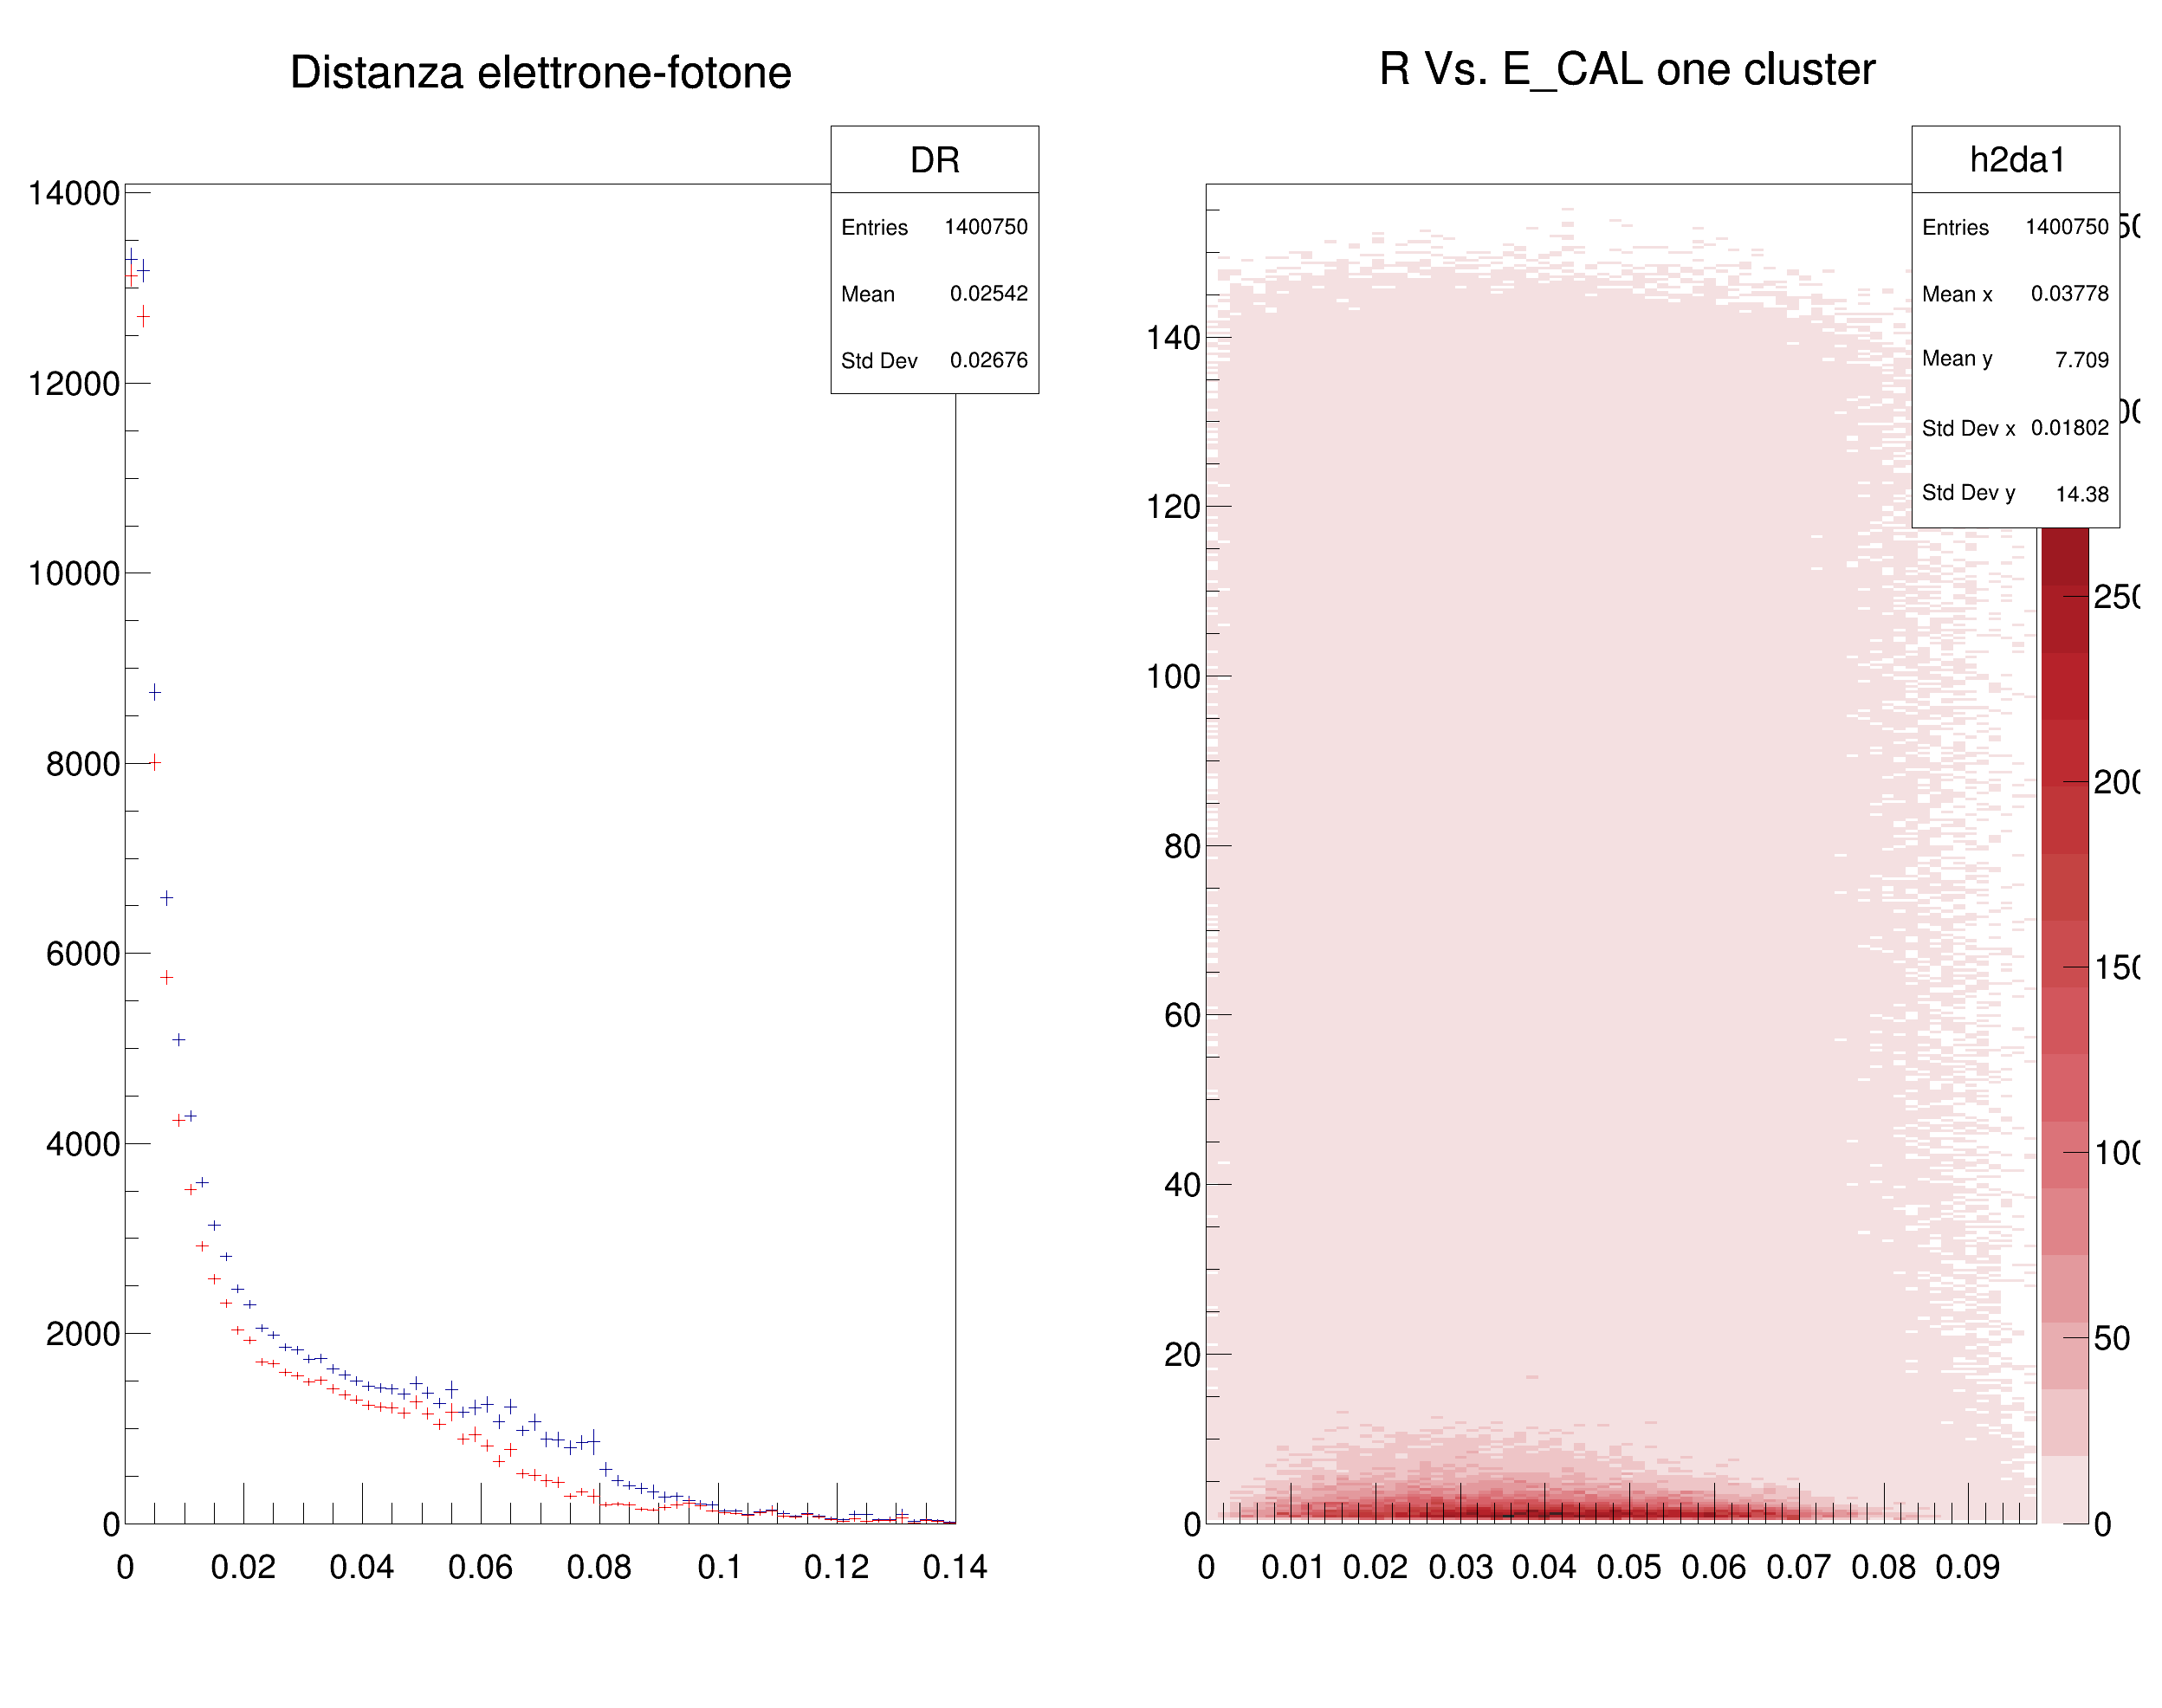 Distanza elettrone-fotone
DR
Entries 1400750
Mean 0.02542
Std Dev 0.02676
14000
12000
10000
8000
6000
4000
2000
0
0 0.02 0.04 0.06 0.08 0.1 0.12 0.14
R Vs. E_CAL one cluster
h2da1
Entries 1400750
Mean x 0.03778
Mean y 7.709
Std Dev x 0.01802
Std Dev y 14.38
140
120
100
80
60
40
20
0
0 0.01 0.02 0.03 0.04 0.05 0.06 0.07 0.08 0.09
250
200
150
100
50
0